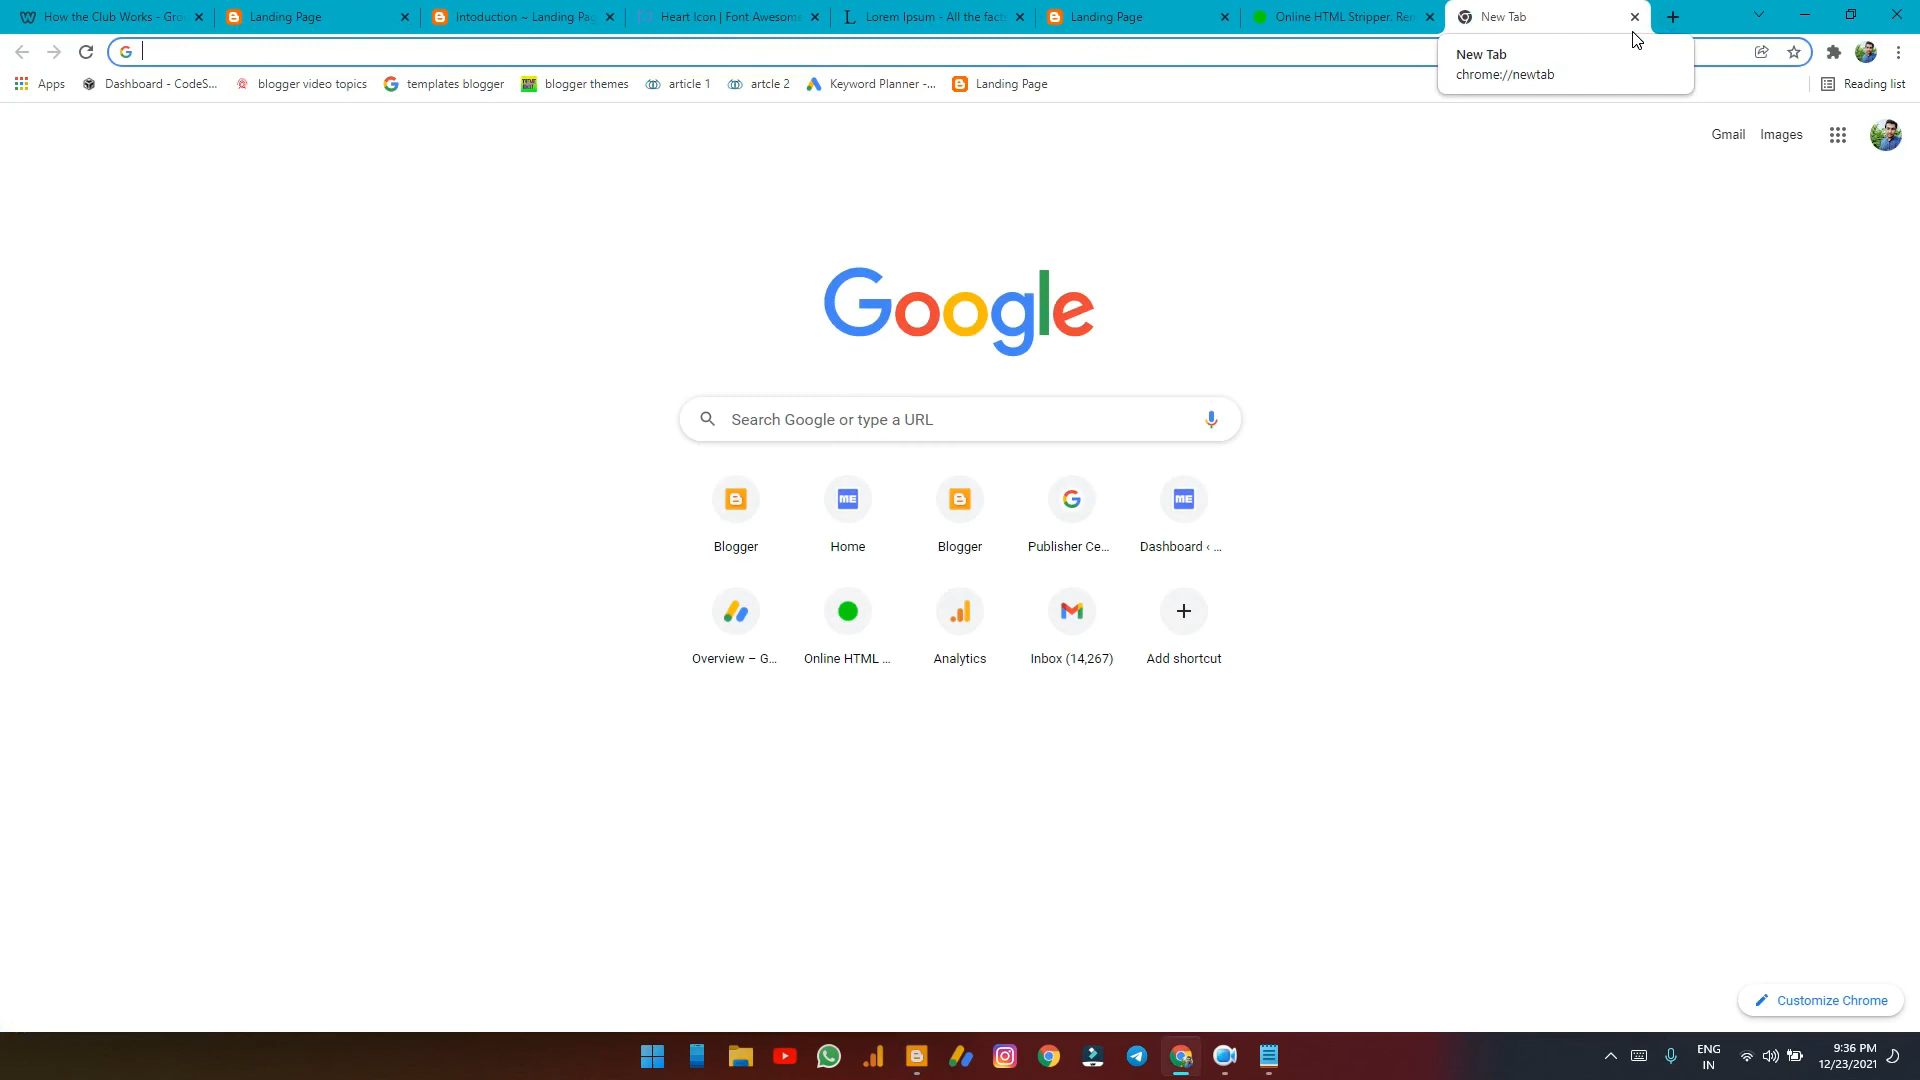 How the Club Works - Gro
Landing Page
Intoduction ~ Landing Pag
Heart Icon | Font Awesome
Lorem Ipsum - All the fact
Landing Page
Online HTML Stripper. Re
New Tab
New Tab
chrome://newtab
Apps
Dashboard - CodeS...
blogger video topics
templates blogger
blogger themes
article 1
artcle 2
Keyword Planner -...
Landing Page
Reading list
Gmail
Images
Google
Search Google or type a URL
Blogger
Home
Blogger
Publisher Ce...
Dashboard ‹ ...
Overview – G...
Online HTML ...
Analytics
Inbox (14,267)
Add shortcut
Customize Chrome
ENG
IN
9:36 PM
12/23/2021